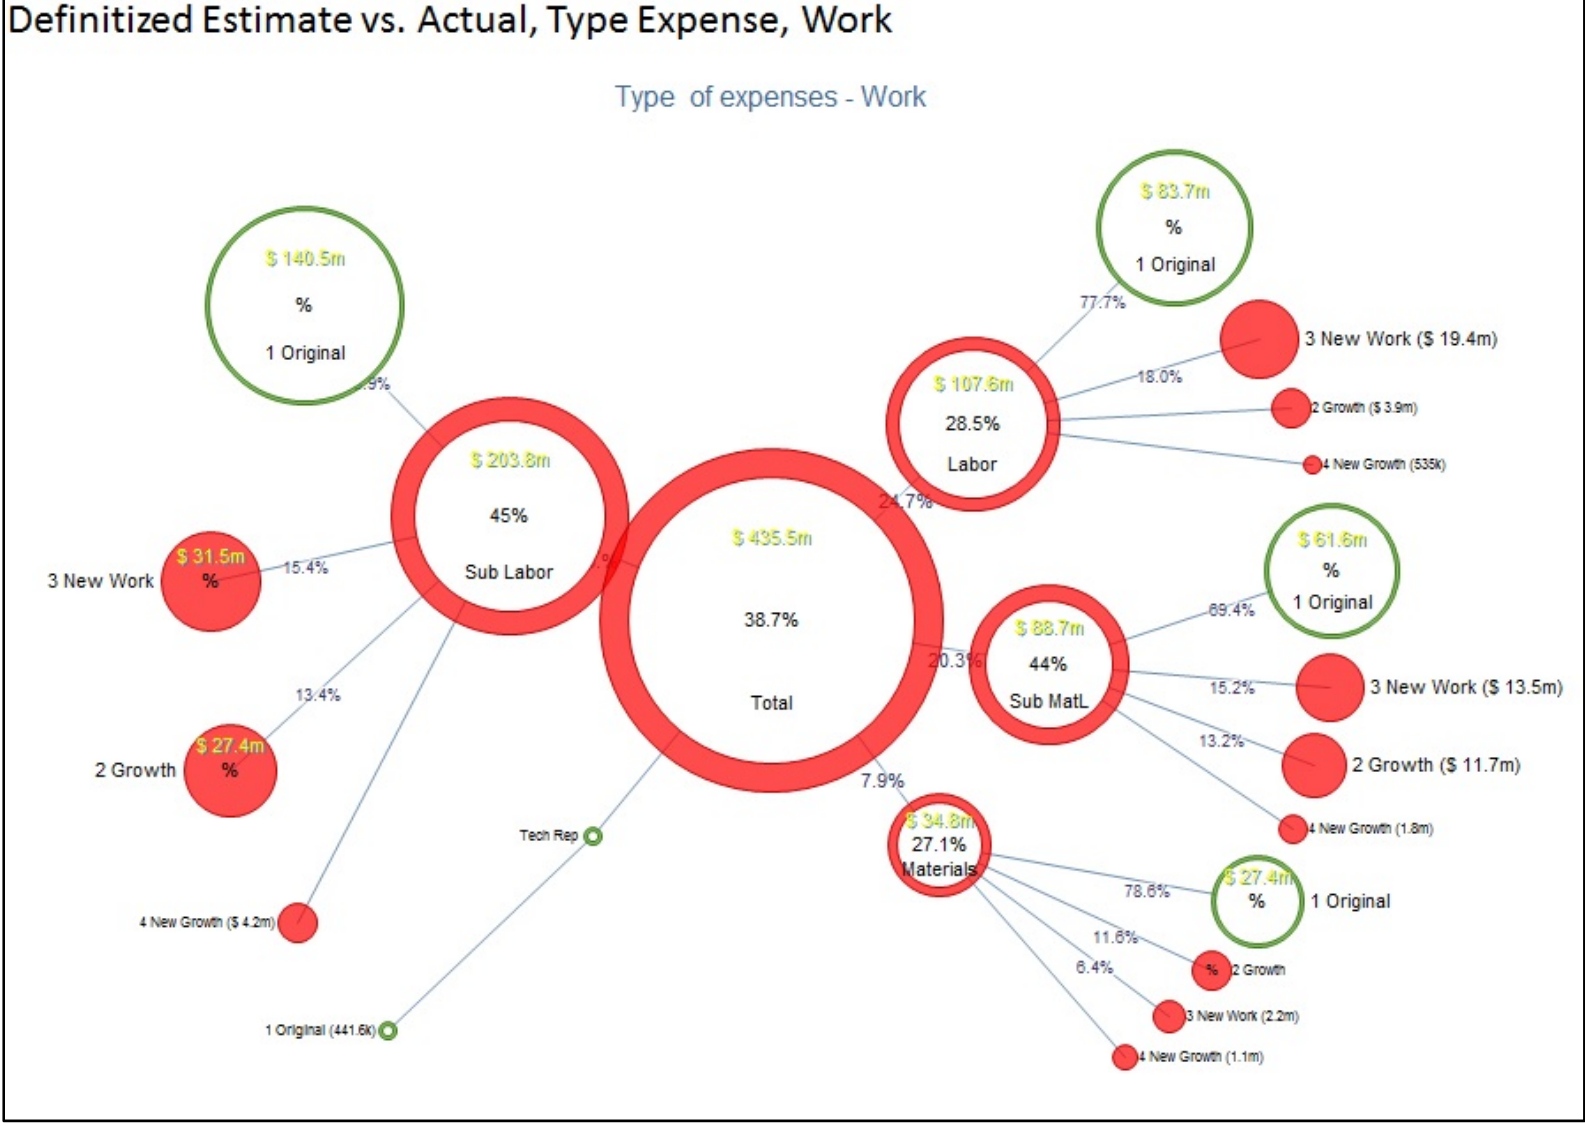 Definitized Estimate vs. Actual, Type Expense, Work
Type of expenses - Work
$ 140.5m
%
1 Original
.9%
$ 203.8m
45%
Sub Labor
3 New Work
$ 31.5m
%
15.4%
2 Growth
$ 27.4m
%
13.4%
4 New Growth ($ 4.2m)
$ 435.5m
38.7%
Total
Tech Rep
1 Original (441.6k)
24.7%
$ 107.6m
28.5%
Labor
$ 83.7m
%
1 Original
77.7%
18.0%
3 New Work ($ 19.4m)
2 Growth ($ 3.9m)
4 New Growth (535k)
20.3%
$ 88.7m
44%
Sub MatL
$ 61.6m
%
1 Original
69.4%
15.2%
3 New Work ($ 13.5m)
13.2%
2 Growth ($ 11.7m)
4 New Growth (1.8m)
7.9%
$ 34.8m
27.1%
Materials
78.6%
$ 27.4m
%
1 Original
11.6%
% 2 Growth
6.4%
3 New Work (2.2m)
4 New Growth (1.1m)